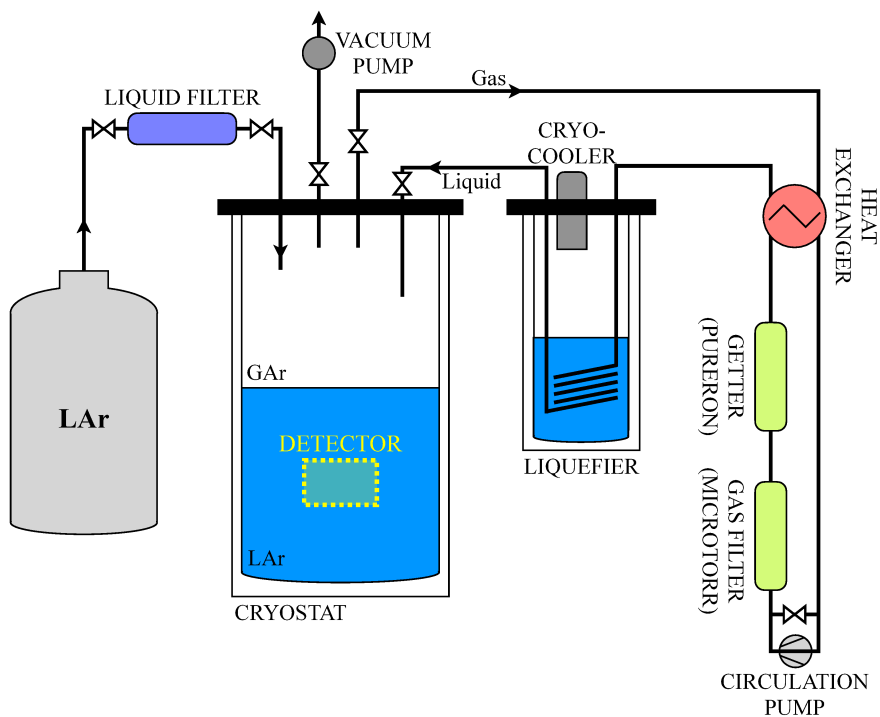 VACUUM
PUMP
LIQUID FILTER
Gas
CRYO-
COOLER
Liquid
HEAT
EXCHANGER
GETTER
(PURERON)
GAr
LAr
DETECTOR
LIQUEFIER
GAS FILTER
(MICROTORR)
LAr
CRYOSTAT
CIRCULATION
PUMP